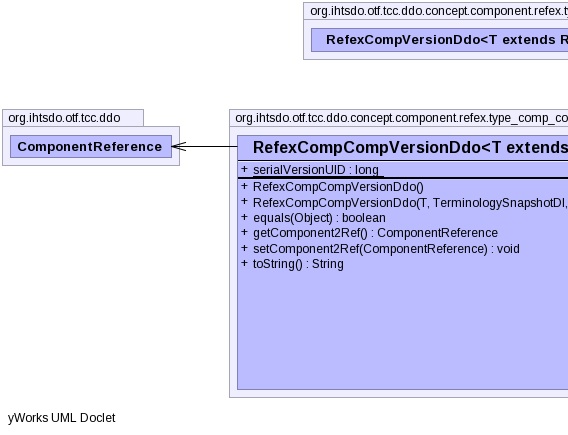 org.ihtsdo.otf.tcc.ddo.concept.component.refex.ty
RefexCompVersionDdo<T extends R
org.ihtsdo.otf.tcc.ddo
ComponentReference
org.ihtsdo.otf.tcc.ddo.concept.component.refex.type_comp_co
RefexCompCompVersionDdo<T extends
+ serialVersionUID : long
+ RefexCompCompVersionDdo()
+ RefexCompCompVersionDdo(T, TerminologySnapshotDI,
+ equals(Object) : boolean
+ getComponent2Ref() : ComponentReference
+ setComponent2Ref(ComponentReference) : void
+ toString() : String
yWorks UML Doclet